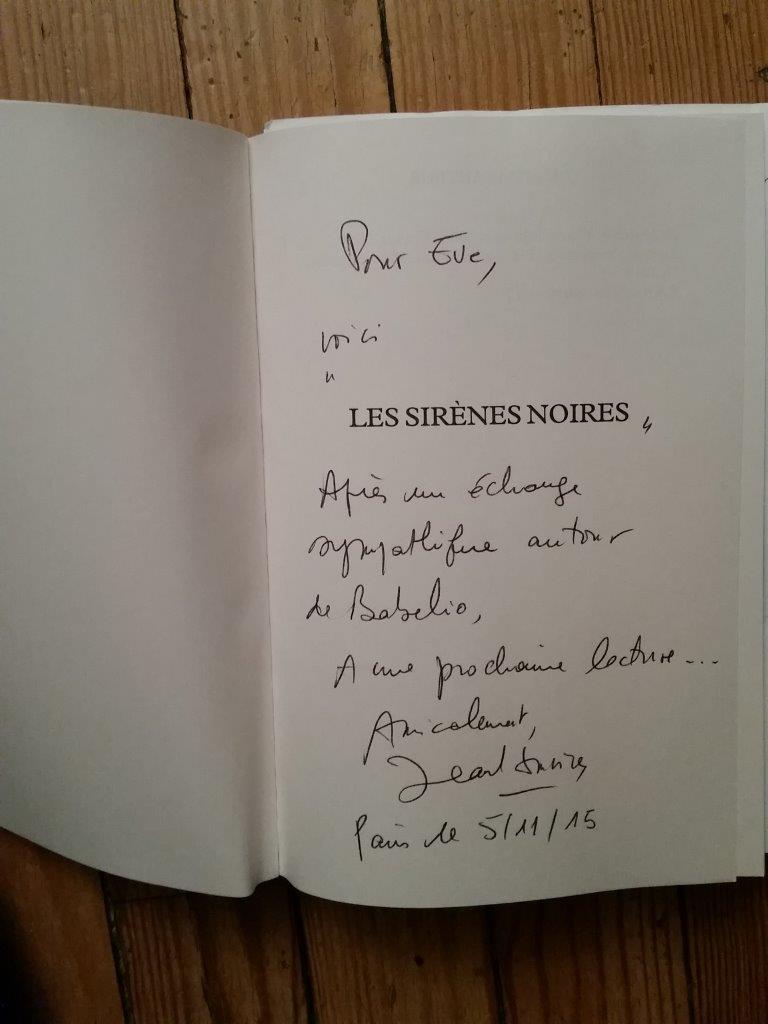 Pour Eve,
voici
"
LES SIRÈNES NOIRES "
Après un échange
sympathique autour
de Babelio,
A une prochaine lecture...
Amicalement,
Jean
Paris le 5/11/15